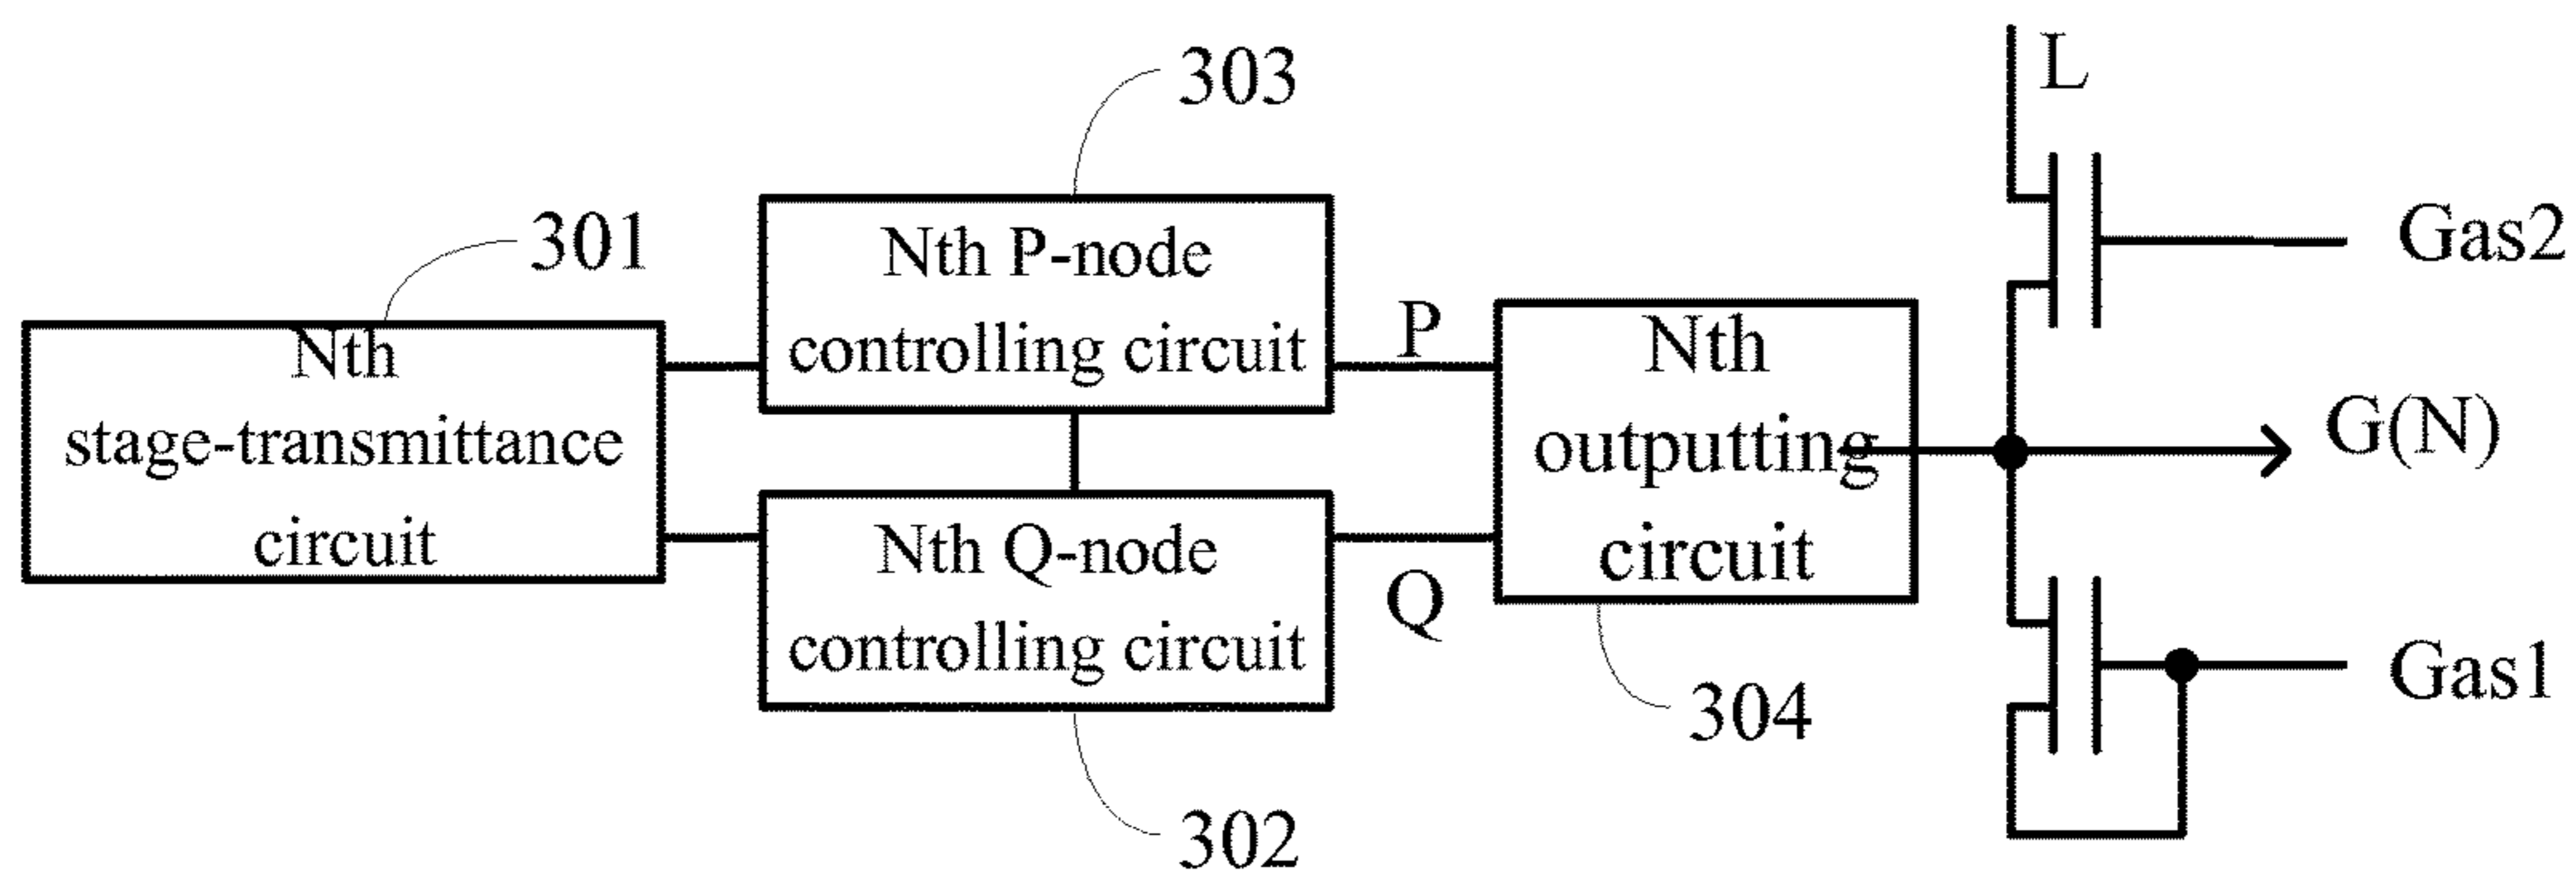 303
L
301
Nth P-node
controlling circuit
Gas2
P
Nth
stage-transmittance
circuit
Nth
outputting
circuit
G(N)
Nth Q-node
controlling circuit
Q
Gas1
304
302